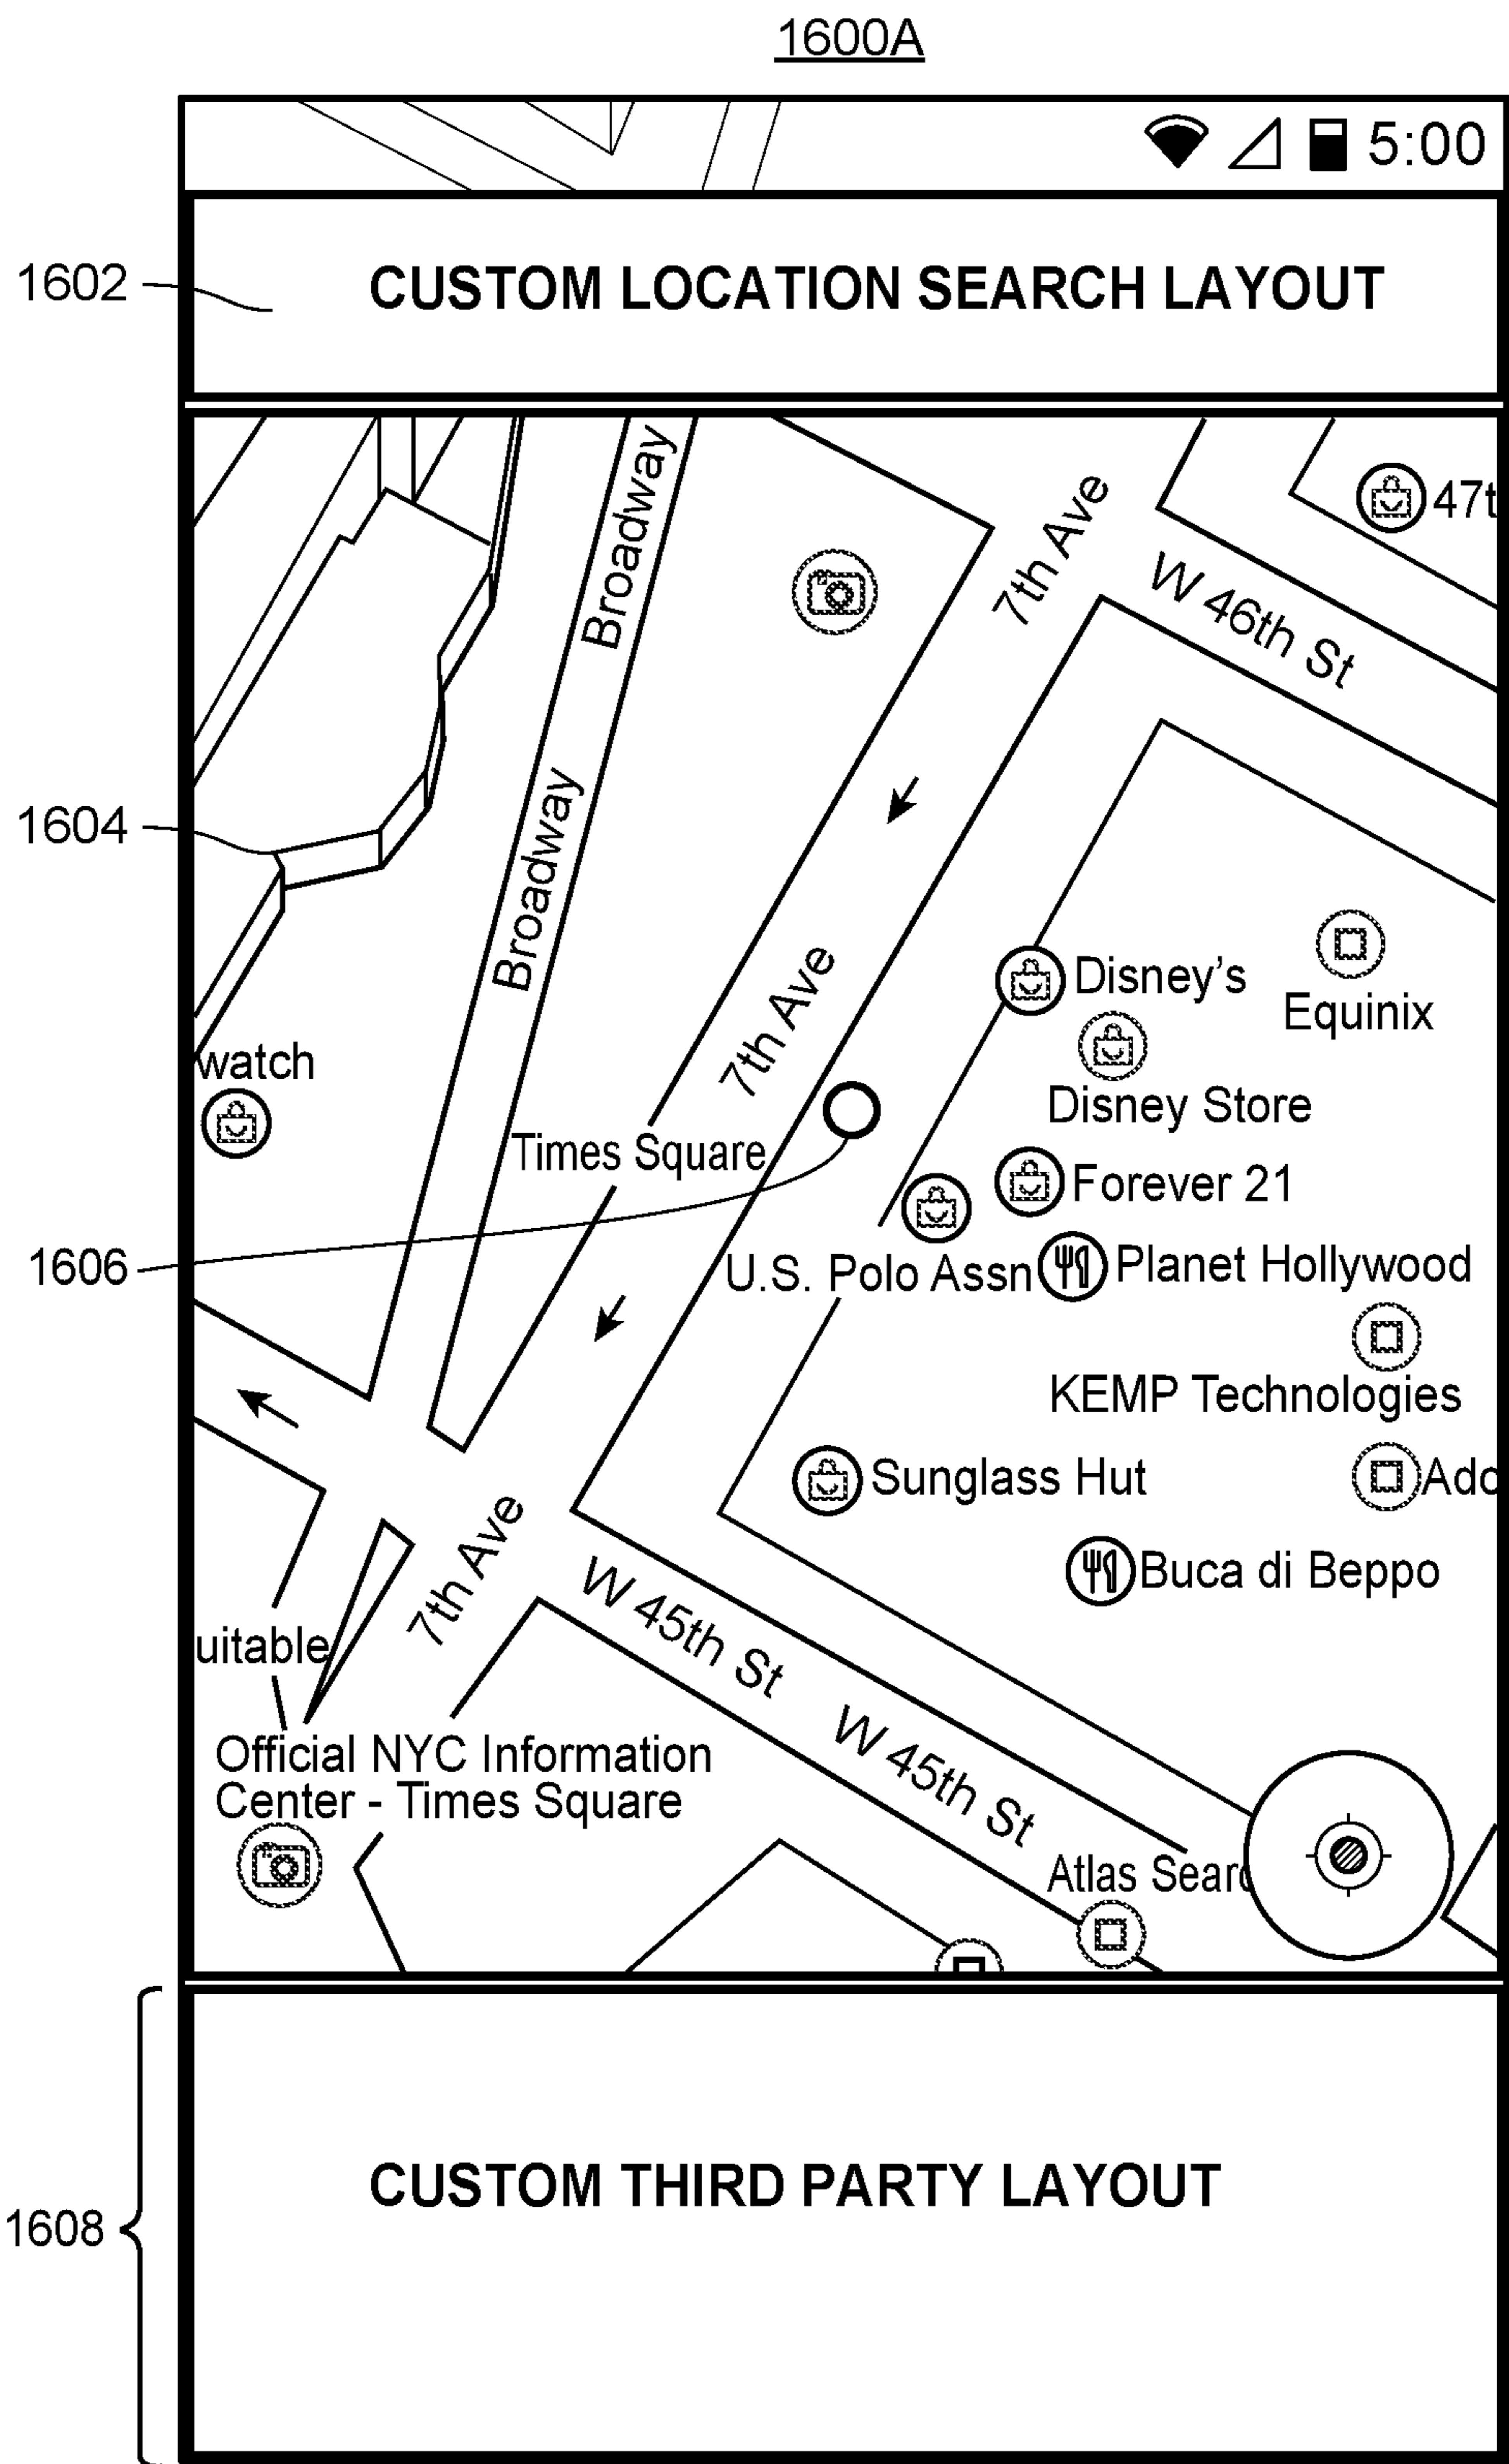 1600A
5:00
1602
CUSTOM LOCATION SEARCH LAYOUT
Broadway
7th Ave
47t
W 46th St
1604
Broadway
7th Ave
Disney's
Equinix
watch
Disney Store
Times Square
Forever 21
1606
U.S. Polo Assn
Planet Hollywood
KEMP Technologies
Sunglass Hut
Ado
7th Ave
Buca di Beppo
W 45th St
uitable
Official NYC Information
Center - Times Square
W 45th St
Atlas Searc
CUSTOM THIRD PARTY LAYOUT
1608